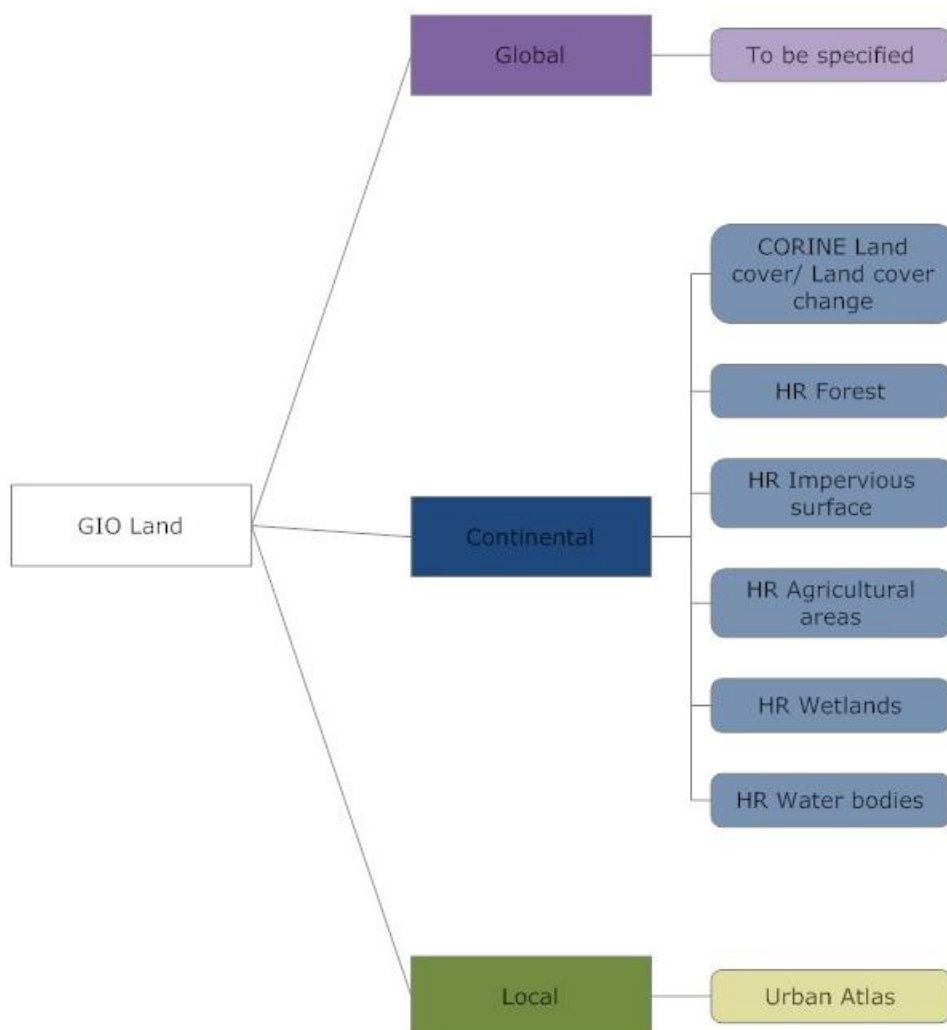 Global
To be specified
CORINE Land
cover/ Land cover
change
HR Forest
HR Impervious
surface
GIO Land
Continental
HR Agricultural
areas
HR Wetlands
HR Water bodies
Local
Urban Atlas